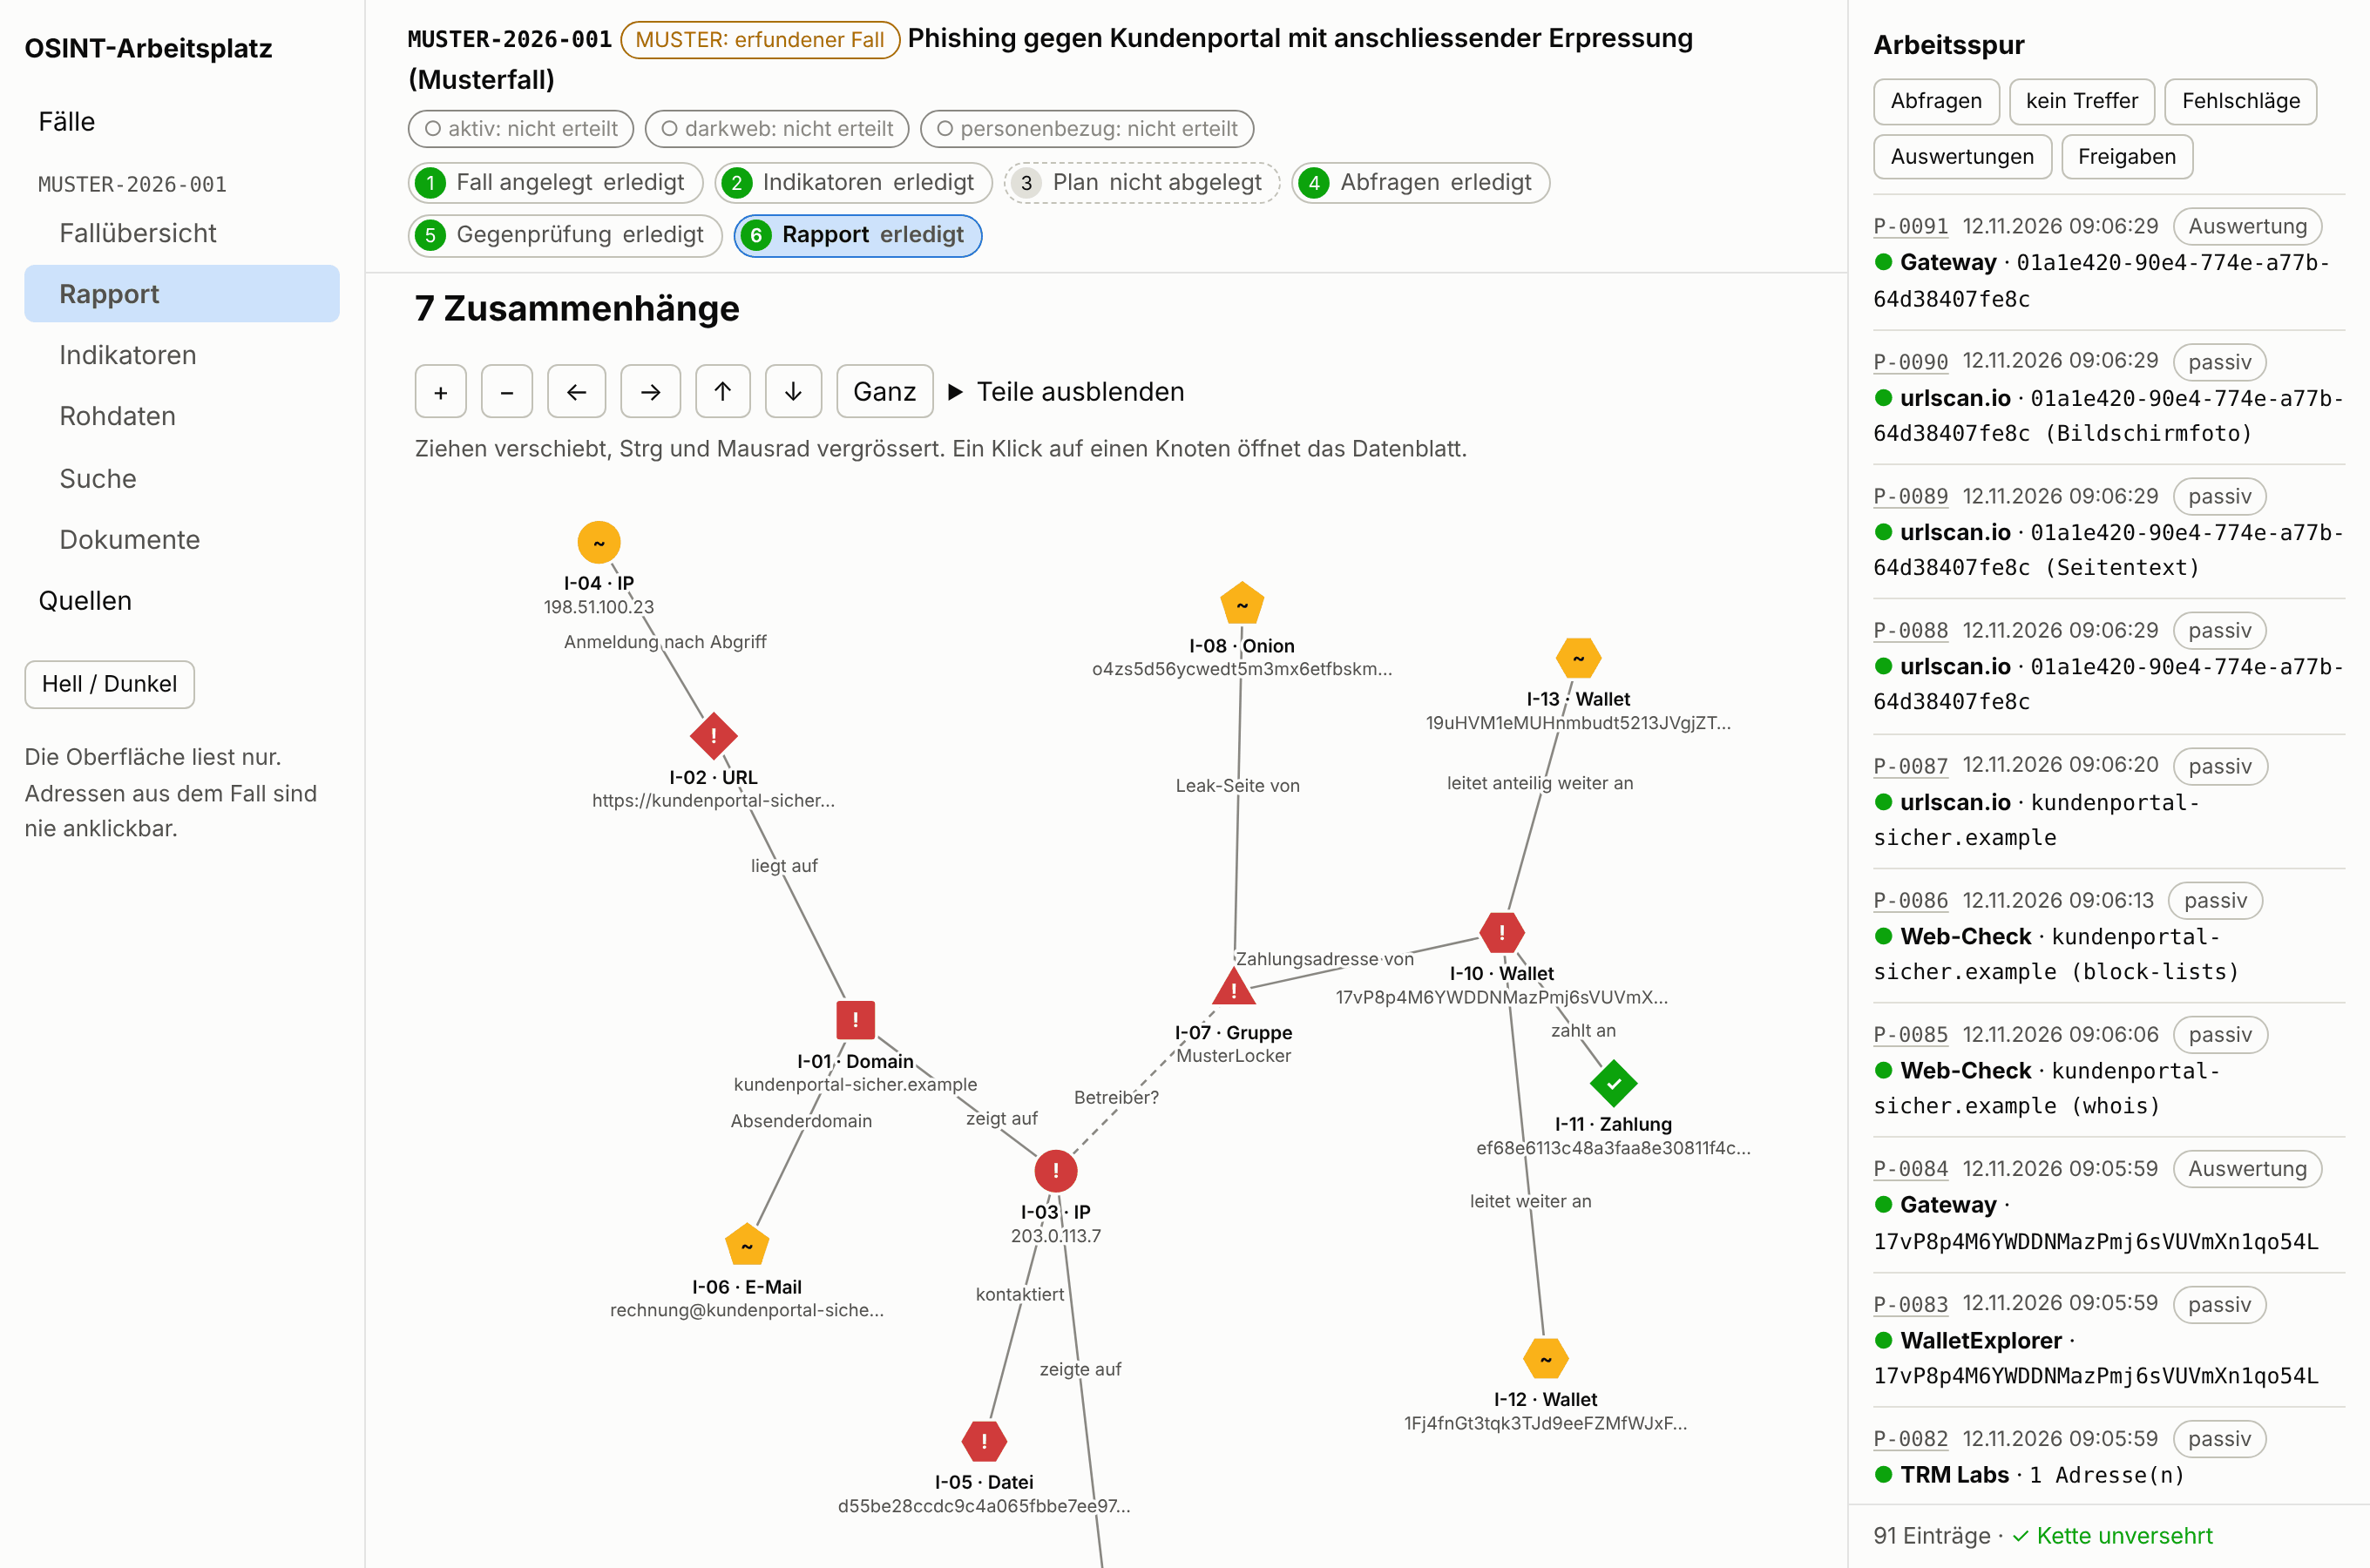 OSINT-Arbeitsplatz
Fälle
MUSTER-2026-001
Fallübersicht
Rapport
Indikatoren
Rohdaten
Suche
Dokumente
Quellen
Hell / Dunkel
Die Oberfläche liest nur.
Adressen aus dem Fall sind
nie anklickbar.
MUSTER-2026-001 MUSTER: erfundener Fall Phishing gegen Kundenportal mit anschliessender Erpressung
(Musterfall)
aktiv: nicht erteilt darkweb: nicht erteilt personenbezug: nicht erteilt
1 Fall angelegt erledigt 2 Indikatoren erledigt 3 Plan nicht abgelegt 4 Abfragen erledigt
5 Gegenprüfung erledigt 6 Rapport erledigt
7 Zusammenhänge
+ − ← → ↑ ↓ Ganz ▶ Teile ausblenden
Ziehen verschiebt, Strg und Mausrad vergrössert. Ein Klick auf einen Knoten öffnet das Datenblatt.
~
I-04 · IP
198.51.100.23
Anmeldung nach Abgriff
!
I-02 · URL
https://kundenportal-sicher…
liegt auf
!
I-01 · Domain
kundenportal-sicher.example
Absenderdomain
zeigt auf
~
I-06 · E-Mail
rechnung@kundenportal-siche…
~
I-08 · Onion
o4zs5d56ycwedt5m3mx6etfbskm…
Leak-Seite von
!
I-07 · Gruppe
MusterLocker
Betreiber?
!
I-03 · IP
203.0.113.7
kontaktiert
zeigte auf
!
I-05 · Datei
d55be28ccdc9c4a065fbbe7ee97…
~
I-13 · Wallet
19uHVM1eMUHnmbudt5213JVgjZT…
leitet anteilig weiter an
Zahlungsadresse von
!
I-10 · Wallet
17vP8p4M6YWDDNMazPmj6sVUVmX…
zahlt an
✓
I-11 · Zahlung
ef68e6113c48a3faa8e30811f4c…
leitet weiter an
~
I-12 · Wallet
1Fj4fnGt3tqk3TJd9eeFZMfWJxF…
Arbeitsspur
Abfragen kein Treffer Fehlschläge
Auswertungen Freigaben
P-0091 12.11.2026 09:06:29 Auswertung
Gateway · 01a1e420-90e4-774e-a77b-
64d38407fe8c
P-0090 12.11.2026 09:06:29 passiv
urlscan.io · 01a1e420-90e4-774e-a77b-
64d38407fe8c (Bildschirmfoto)
P-0089 12.11.2026 09:06:29 passiv
urlscan.io · 01a1e420-90e4-774e-a77b-
64d38407fe8c (Seitentext)
P-0088 12.11.2026 09:06:29 passiv
urlscan.io · 01a1e420-90e4-774e-a77b-
64d38407fe8c
P-0087 12.11.2026 09:06:20 passiv
urlscan.io · kundenportal-
sicher.example
P-0086 12.11.2026 09:06:13 passiv
Web-Check · kundenportal-
sicher.example (block-lists)
P-0085 12.11.2026 09:06:06 passiv
Web-Check · kundenportal-
sicher.example (whois)
P-0084 12.11.2026 09:05:59 Auswertung
Gateway ·
17vP8p4M6YWDDNMazPmj6sVUVmXn1qo54L
P-0083 12.11.2026 09:05:59 passiv
WalletExplorer ·
17vP8p4M6YWDDNMazPmj6sVUVmXn1qo54L
P-0082 12.11.2026 09:05:59 passiv
TRM Labs · 1 Adresse(n)
91 Einträge · ✓ Kette unversehrt